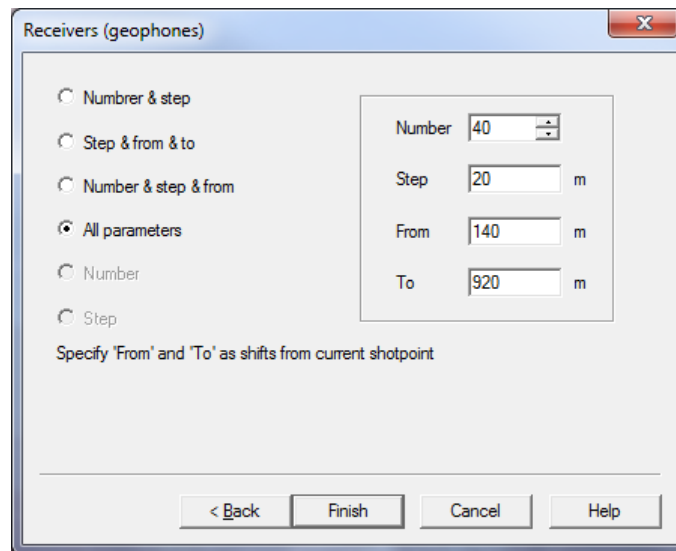 Receivers (geophones)
Numbrer & step
Step & from & to
Number & step & from
All parameters
Number
Step
Number 40
Step 20 m
From 140 m
To 920 m
Specify 'From' and 'To' as shifts from current shotpoint
< Back Finish Cancel Help